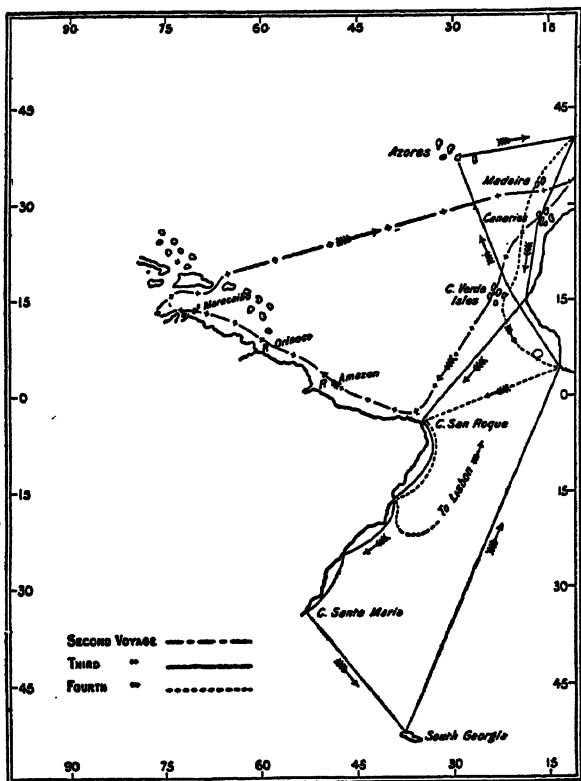 90 75 60 45 30 15
45 45
Azores
Madeira
30 30
Canaries
C. Verde
Isles
15 15
Maracaibo
Orinoco
R. Amazon
0 0
C. San Roque
To Lisbon
15 15
30 30
C. Santa Maria
SECOND VOYAGE
THIRD "
FOURTH "
45 45
South Georgia
90 75 60 45 30 15